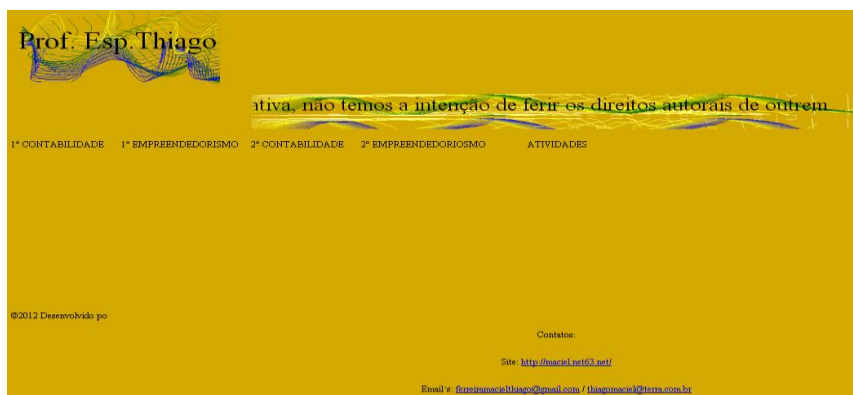 Prof. Esp.Thiago
ativa, não temos a intenção de ferir os direitos autorais de outrem.
1º CONTABILIDADE 1º EMPREENDEDORISMO 2º CONTABILIDADE 2º EMPREENDEDORIOSMO ATIVIDADES
©2012 Desenvolvido po
Contatos:
Site: http://maciel.net63.net/
Email's: ferreiramacielthiago@gmail.com / thiagomaciel@terra.com.br